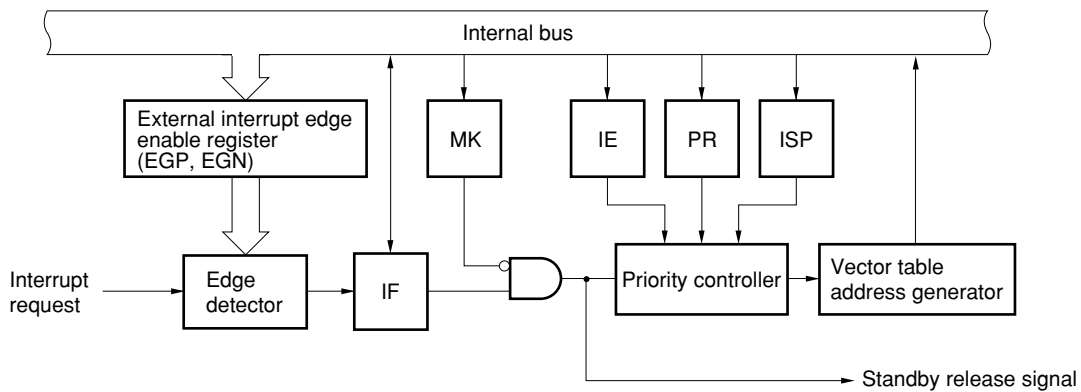 Internal bus
External interrupt edge
enable register
(EGP, EGN)
MK
IE
PR
ISP
Interrupt
request
Edge
detector
IF
Priority controller
Vector table
address generator
Standby release signal